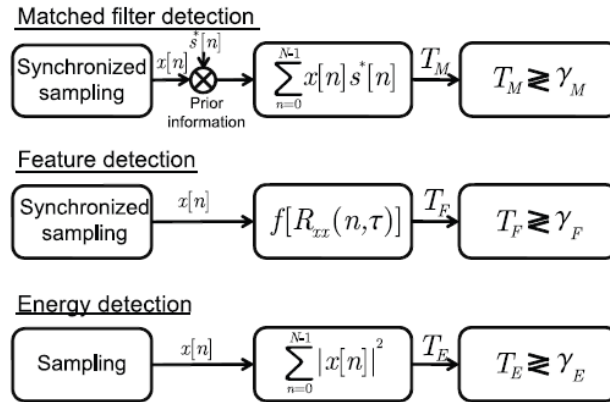 Matched filter detection
Synchronized sampling
x[n]
s*[n]
Prior information
N-1
∑ x[n]s*[n]
n=0
T_M
T_M ≷ γ_M
Feature detection
Synchronized sampling
x[n]
f[R_xx(n,τ)]
T_F
T_F ≷ γ_F
Energy detection
Sampling
x[n]
N-1
∑ |x[n]|²
n=0
T_E
T_E ≷ γ_E